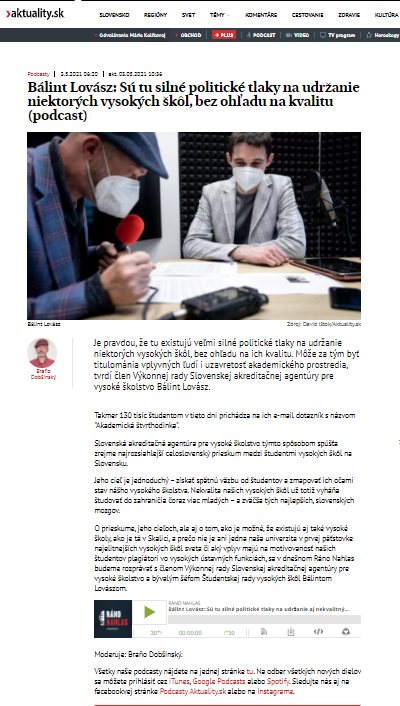 aktuality.sk
SLOVENSKO REGIÓNY SVET TÉMY KOMENTÁRE CESTOVANIE ZDRAVIE KULTÚRA
Odvolávanie Mária Kolíkovej ORCHOD + PLUS PODCAST VIDEO TV program Horoskopy
Podcasty | 3.5.2021 06:20 | akt. 03.05.2021 10:36
Bálint Lovász: Sú tu silné politické tlaky na udržanie
niektorých vysokých škôl, bez ohľadu na kvalitu
(podcast)
Bálint Lovász
Zdroj: Dávid Ištok/Aktuality.sk
Braňo
Dobšinský
Je pravdou, že tu existujú veľmi silné politické tlaky na udržanie
niektorých vysokých škôl, bez ohľadu na ich kvalitu. Môže za tým byť
titulománia vplyvných ľudí i uzavretosť akademického prostredia,
tvrdí člen Výkonnej rady Slovenskej akreditačnej agentúry pre
vysoké školstvo Bálint Lovász.
Takmer 130 tisíc študentom v tieto dni prichádza na ich e-mail dotazník s názvom
"Akademická štvrťhodinka".
Slovenská akreditačná agentúra pre vysoké školstvo týmto spôsobom spúšťa
zrejme najrozsiahlejší celoslovenský prieskum medzi študentmi vysokých škôl na
Slovensku.
Jeho cieľ je jednoduchý – získať spätnú väzbu od študentov a zmapovať ich očami
stav nášho vysokého školstva. Nekvalita našich vysokých škôl už totiž vyháňa
študovať do zahraničia čoraz viac mladých – a zväčša tých najlepších, slovenských
mozgov.
O prieskume, jeho cieľoch, ale aj o tom, ako je možné, že existujú aj také vysoké
školy, ako je tá v Skalici, a prečo nie je ani jedna naša univerzita v prvej päťstovke
najelitnejších vysokých škôl sveta či aký vplyv majú na motivovanosť našich
študentov plagiátori vo vysokých ústavných funkciách, sa v dnešnom Ráno Nahlas
budeme rozprávať s členom Výkonnej rady Slovenskej akreditačnej agentúry pre
vysoké školstvo a bývalým šéfom Študentskej rady vysokých škôl Bálintom
Lovászom.
RÁNO
NAHLAS
RÁNO NAHLAS
Bálint Lovász: Sú tu silné politické tlaky na udržanie aj nekvalitný...
30" 00:00:00 "30
Moderuje: Braňo Dobšinský.
Všetky naše podcasty nájdete na jednej stránke tu. Na odber všetkých nových dielov
sa môžete prihlásiť cez iTunes, Google Podcasts alebo Spotify. Sledujte nás aj na
facebookvej stránke Podcasty Aktuality.sk alebo na Instagrame.